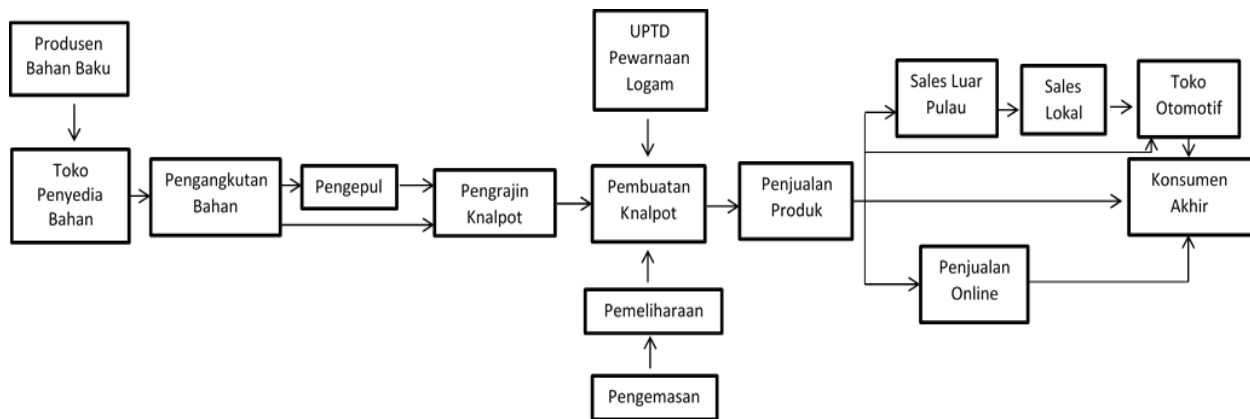 Produsen
Bahan Baku
Toko
Penyedia
Bahan
Pengangkutan
Bahan
Pengepul
Pengrajin
Knalpot
UPTD
Pewarnaan
Logam
Pembuatan
Knalpot
Pemeliharaan
Pengemasan
Penjualan
Produk
Sales Luar
Pulau
Sales
Lokal
Toko
Otomotif
Konsumen
Akhir
Penjualan
Online